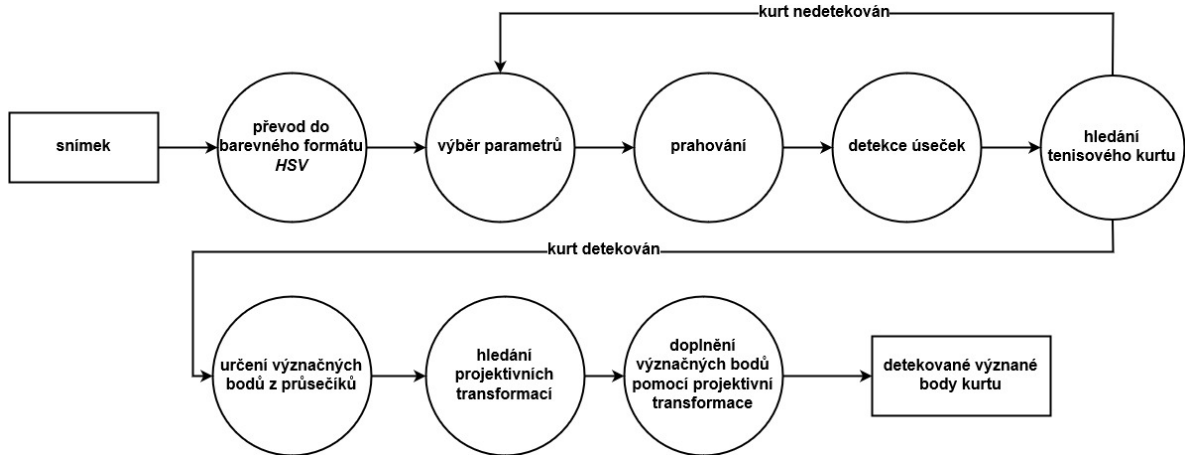 kurt nedetekován
snímek
převod do
barevného formátu
HSV
výběr parametrů
prahování
detekce úseček
hledání
tenisového kurtu
kurt detekován
určení význačných
bodů z průsečíků
hledání
projektivních
transformací
doplnění
význačných bodů
pomocí projektivní
transformace
detekované význané
body kurtu